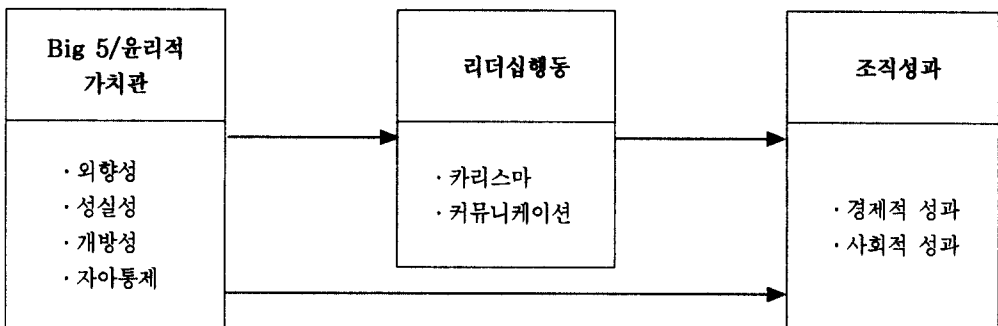 Big 5/윤리적
가치관
· 외향성
· 성실성
· 개방성
· 자아통제
리더십행동
· 카리스마
· 커뮤니케이션
조직성과
· 경제적 성과
· 사회적 성과